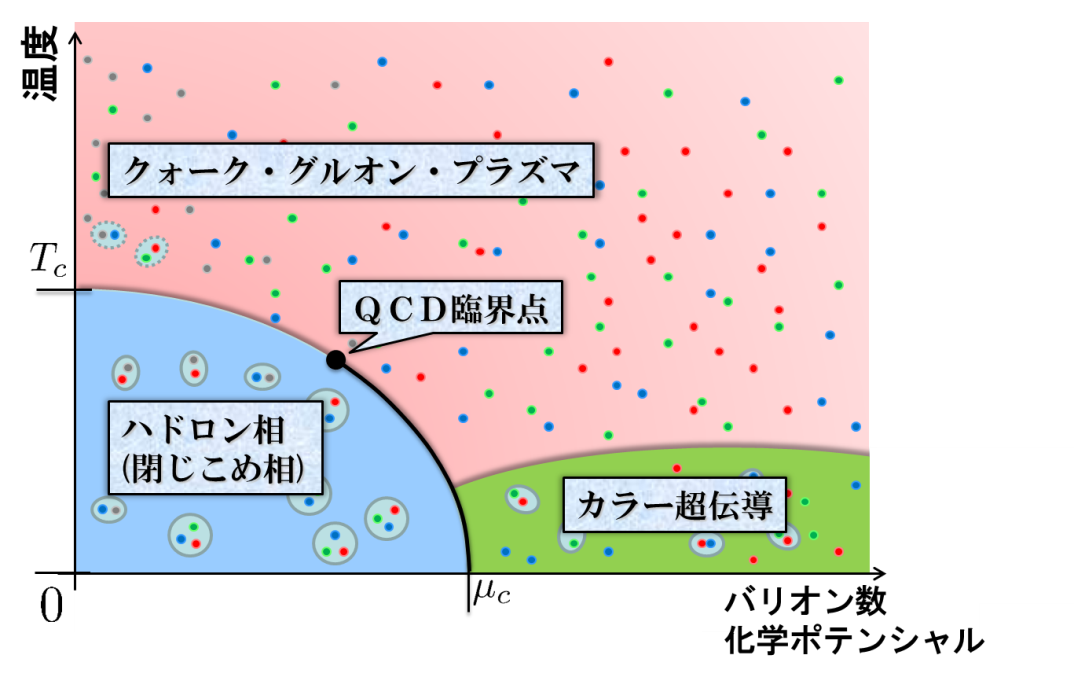 温度
クォーク・グルオン・プラズマ
T_c
ＱＣＤ臨界点
ハドロン相
(閉じこめ相)
カラー超伝導
0
μ_c
バリオン数
化学ポテンシャル